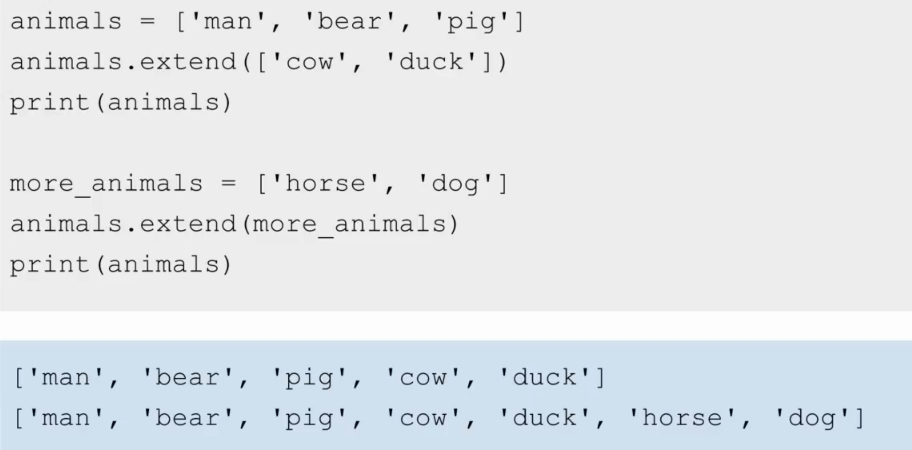 animals = ['man', 'bear', 'pig']
animals.extend(['cow', 'duck'])
print(animals)
more_animals = ['horse', 'dog']
animals.extend(more_animals)
print(animals)
['man', 'bear', 'pig', 'cow', 'duck']
['man', 'bear', 'pig', 'cow', 'duck', 'horse', 'dog']